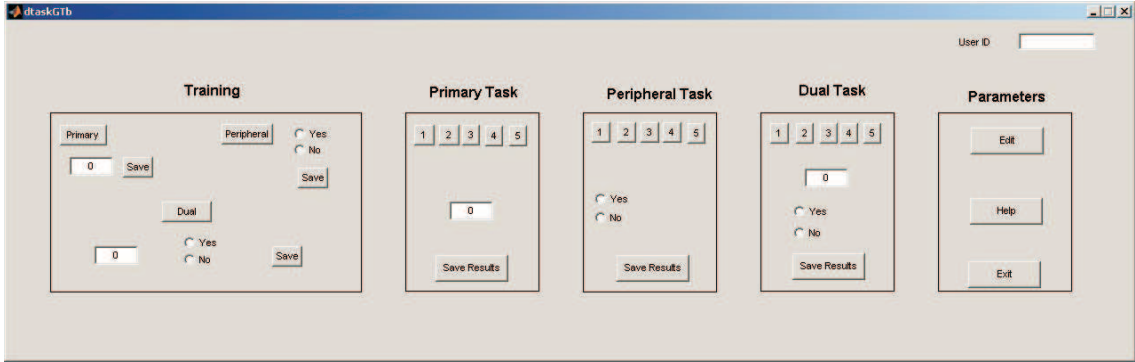 dtaskGTb
User ID
Training
Primary
Peripheral
Yes
No
0
Save
Save
Dual
Yes
No
0
Save
Primary Task
1 2 3 4 5
0
Save Results
Peripheral Task
1 2 3 4 5
Yes
No
Save Results
Dual Task
1 2 3 4 5
0
Yes
No
Save Results
Parameters
Edit
Help
Exit